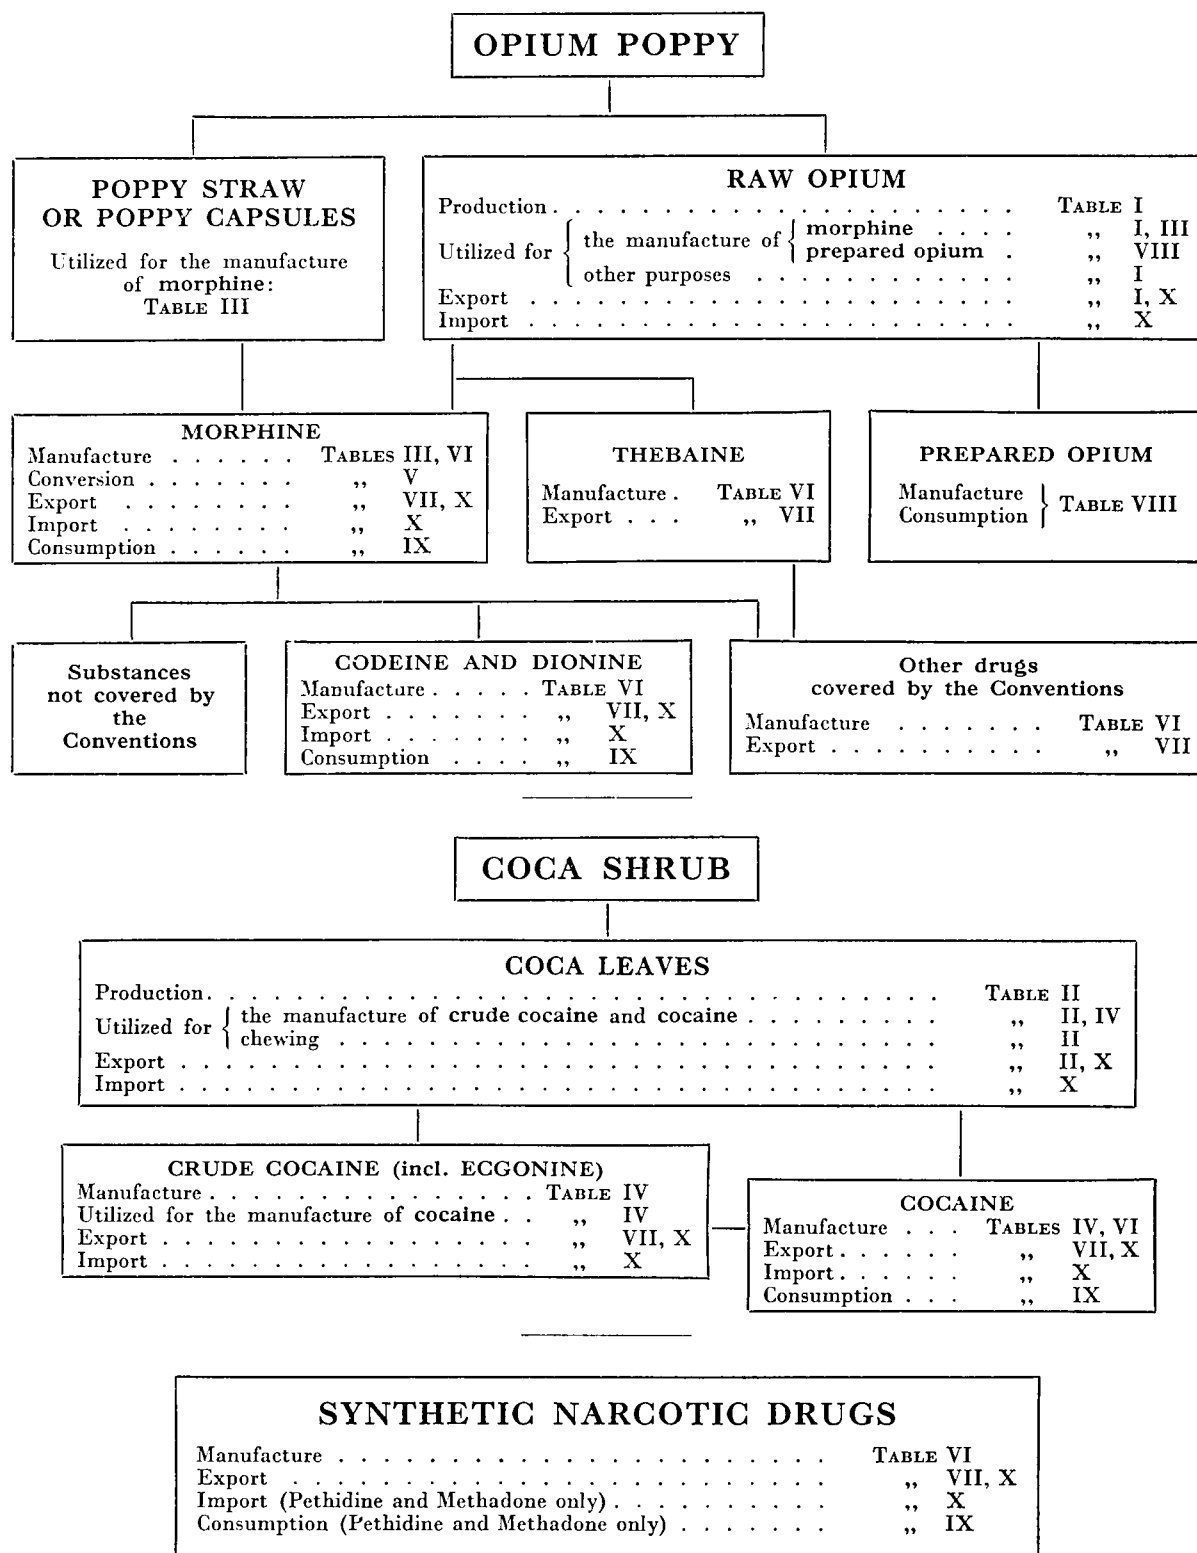 OPIUM POPPY
POPPY STRAW
OR POPPY CAPSULES
Utilized for the manufacture
of morphine:
TABLE III
RAW OPIUM
Production . . . . . . . . . . . . . . . . . . . . TABLE I
Utilized for { the manufacture of { morphine . . . . ,, I, III
prepared opium . ,, VIII
other purposes . . . . . . . . . . . ,, I
Export . . . . . . . . . . . . . . . . . . . . . ,, I, X
Import . . . . . . . . . . . . . . . . . . . . . ,, X
MORPHINE
Manufacture . . . . . . TABLES III, VI
Conversion . . . . . . . ,, V
Export . . . . . . . . ,, VII, X
Import . . . . . . . . ,, X
Consumption . . . . . . ,, IX
THEBAINE
Manufacture . TABLE VI
Export . . . ,, VII
PREPARED OPIUM
Manufacture
Consumption } TABLE VIII
Substances
not covered by
the
Conventions
CODEINE AND DIONINE
Manufacture . . . . . TABLE VI
Export . . . . . . . ,, VII, X
Import . . . . . . . ,, X
Consumption . . . . ,, IX
Other drugs
covered by the Conventions
Manufacture . . . . . . . TABLE VI
Export . . . . . . . . . . ,, VII
COCA SHRUB
COCA LEAVES
Production . . . . . . . . . . . . . . . . . . . . . . . . . . . . . . TABLE II
Utilized for { the manufacture of crude cocaine and cocaine . . . . . . . . . ,, II, IV
chewing . . . . . . . . . . . . . . . . . . . . . . . . . ,, II
Export . . . . . . . . . . . . . . . . . . . . . . . . . . . . . . . ,, II, X
Import . . . . . . . . . . . . . . . . . . . . . . . . . . . . . . . ,, X
CRUDE COCAINE (incl. ECGONINE)
Manufacture . . . . . . . . . . . . . . . TABLE IV
Utilized for the manufacture of cocaine . . ,, IV
Export . . . . . . . . . . . . . . . . . ,, VII, X
Import . . . . . . . . . . . . . . . . . ,, X
COCAINE
Manufacture . . . TABLES IV, VI
Export . . . . . . ,, VII, X
Import . . . . . . ,, X
Consumption . . . ,, IX
SYNTHETIC NARCOTIC DRUGS
Manufacture . . . . . . . . . . . . . . . . . . . . . TABLE VI
Export . . . . . . . . . . . . . . . . . . . . . . . ,, VII, X
Import (Pethidine and Methadone only) . . . . . . . . . ,, X
Consumption (Pethidine and Methadone only) . . . . . . . ,, IX